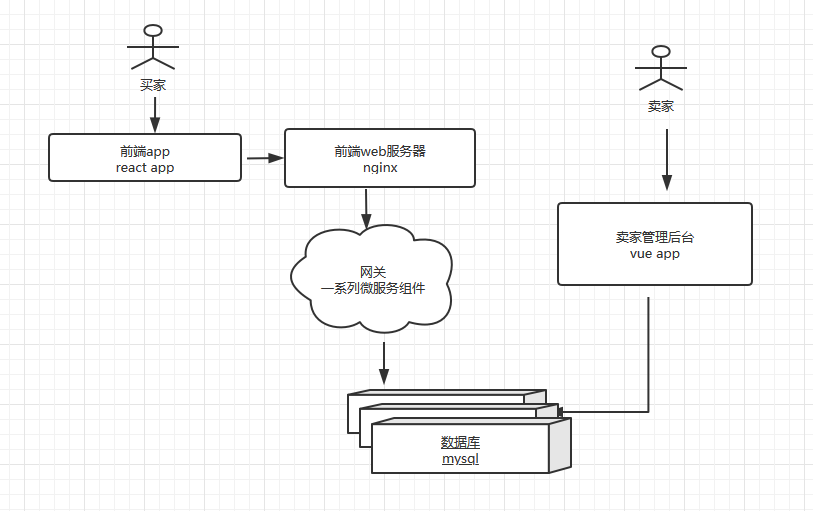 买家
卖家
前端app
react app
前端web服务器
nginx
卖家管理后台
vue app
网关
一系列微服务组件
数据库
mysql